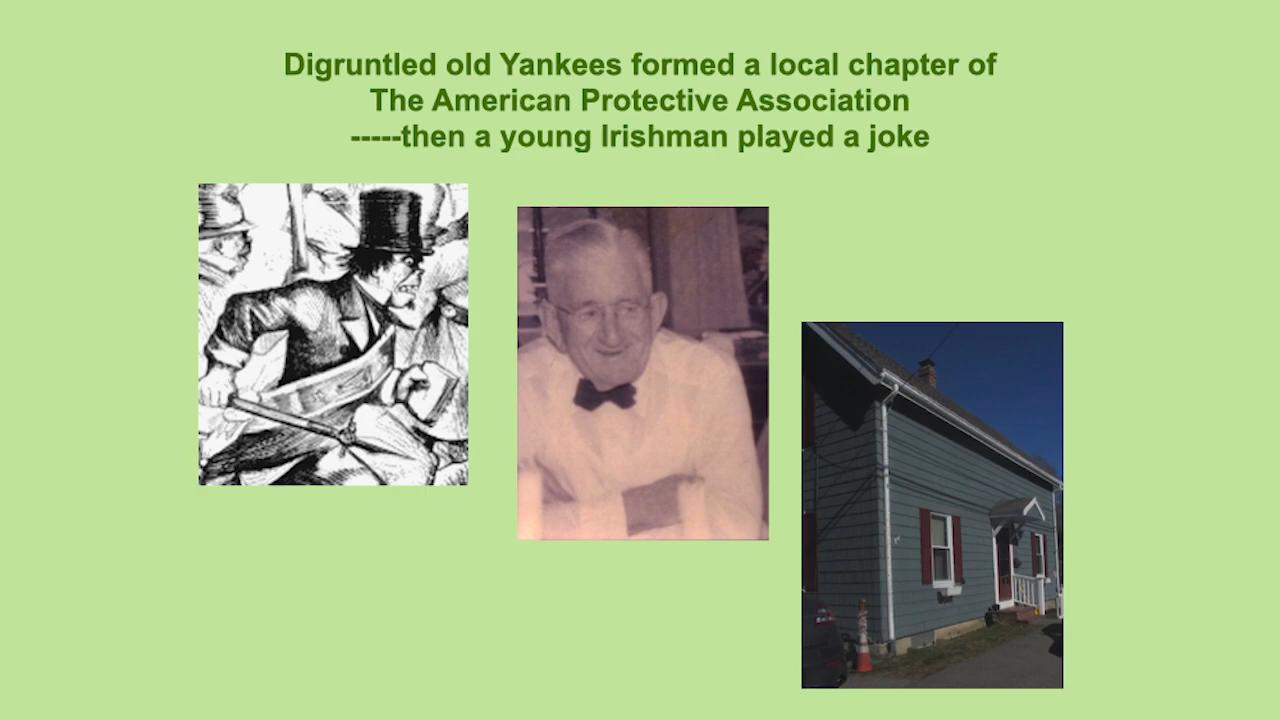 Digruntled old Yankees formed a local chapter of
The American Protective Association
-----then a young Irishman played a joke